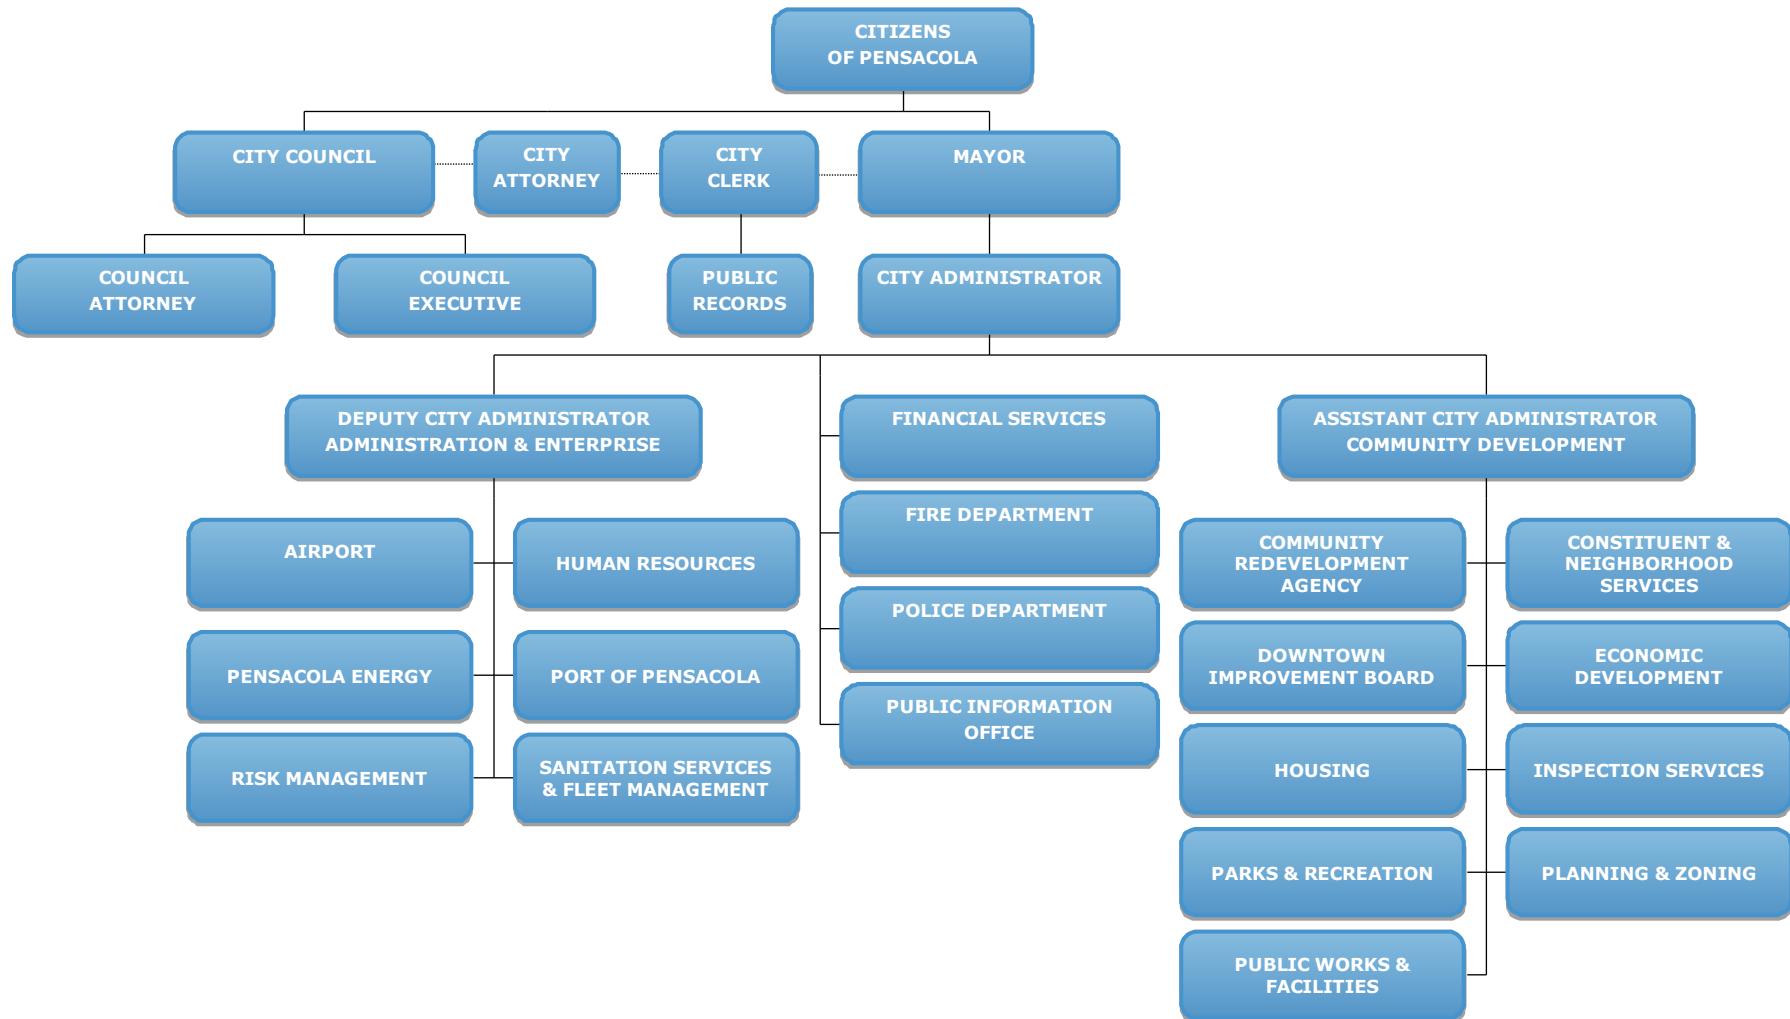 CITIZENS
OF PENSACOLA
CITY COUNCIL
CITY
ATTORNEY
CITY
CLERK
MAYOR
COUNCIL
ATTORNEY
COUNCIL
EXECUTIVE
PUBLIC
RECORDS
CITY ADMINISTRATOR
DEPUTY CITY ADMINISTRATOR
ADMINISTRATION & ENTERPRISE
FINANCIAL SERVICES
ASSISTANT CITY ADMINISTRATOR
COMMUNITY DEVELOPMENT
FIRE DEPARTMENT
POLICE DEPARTMENT
PUBLIC INFORMATION
OFFICE
AIRPORT
HUMAN RESOURCES
PENSACOLA ENERGY
PORT OF PENSACOLA
RISK MANAGEMENT
SANITATION SERVICES
& FLEET MANAGEMENT
COMMUNITY
REDEVELOPMENT
AGENCY
CONSTITUENT &
NEIGHBORHOOD
SERVICES
DOWNTOWN
IMPROVEMENT BOARD
ECONOMIC
DEVELOPMENT
HOUSING
INSPECTION SERVICES
PARKS & RECREATION
PLANNING & ZONING
PUBLIC WORKS &
FACILITIES